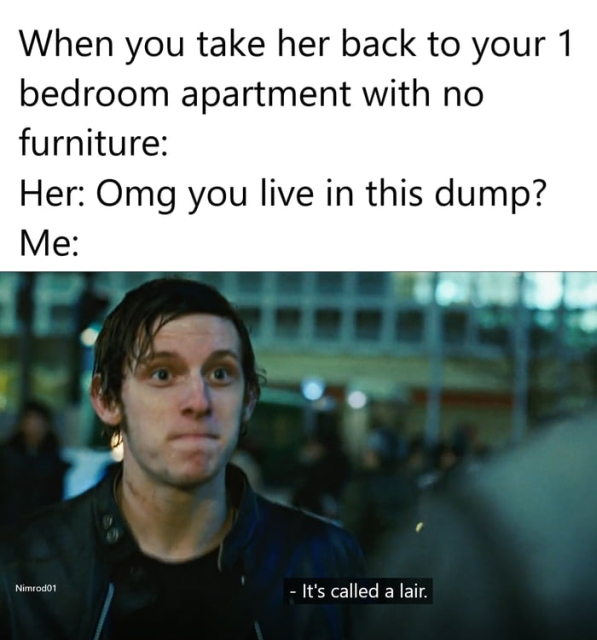 When you take her back to your 1
bedroom apartment with no
furniture:
Her: Omg you live in this dump?
Me:
Nimrod01
- It's called a lair.